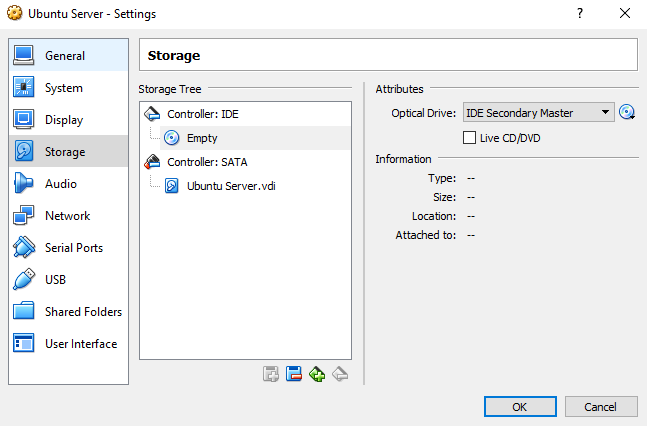 Ubuntu Server - Settings
?
General
System
Display
Storage
Audio
Network
Serial Ports
USB
Shared Folders
User Interface
Storage
Storage Tree
Controller: IDE
Empty
Controller: SATA
Ubuntu Server.vdi
Attributes
Optical Drive: IDE Secondary Master
Live CD/DVD
Information
Type: --
Size: --
Location: --
Attached to: --
OK Cancel